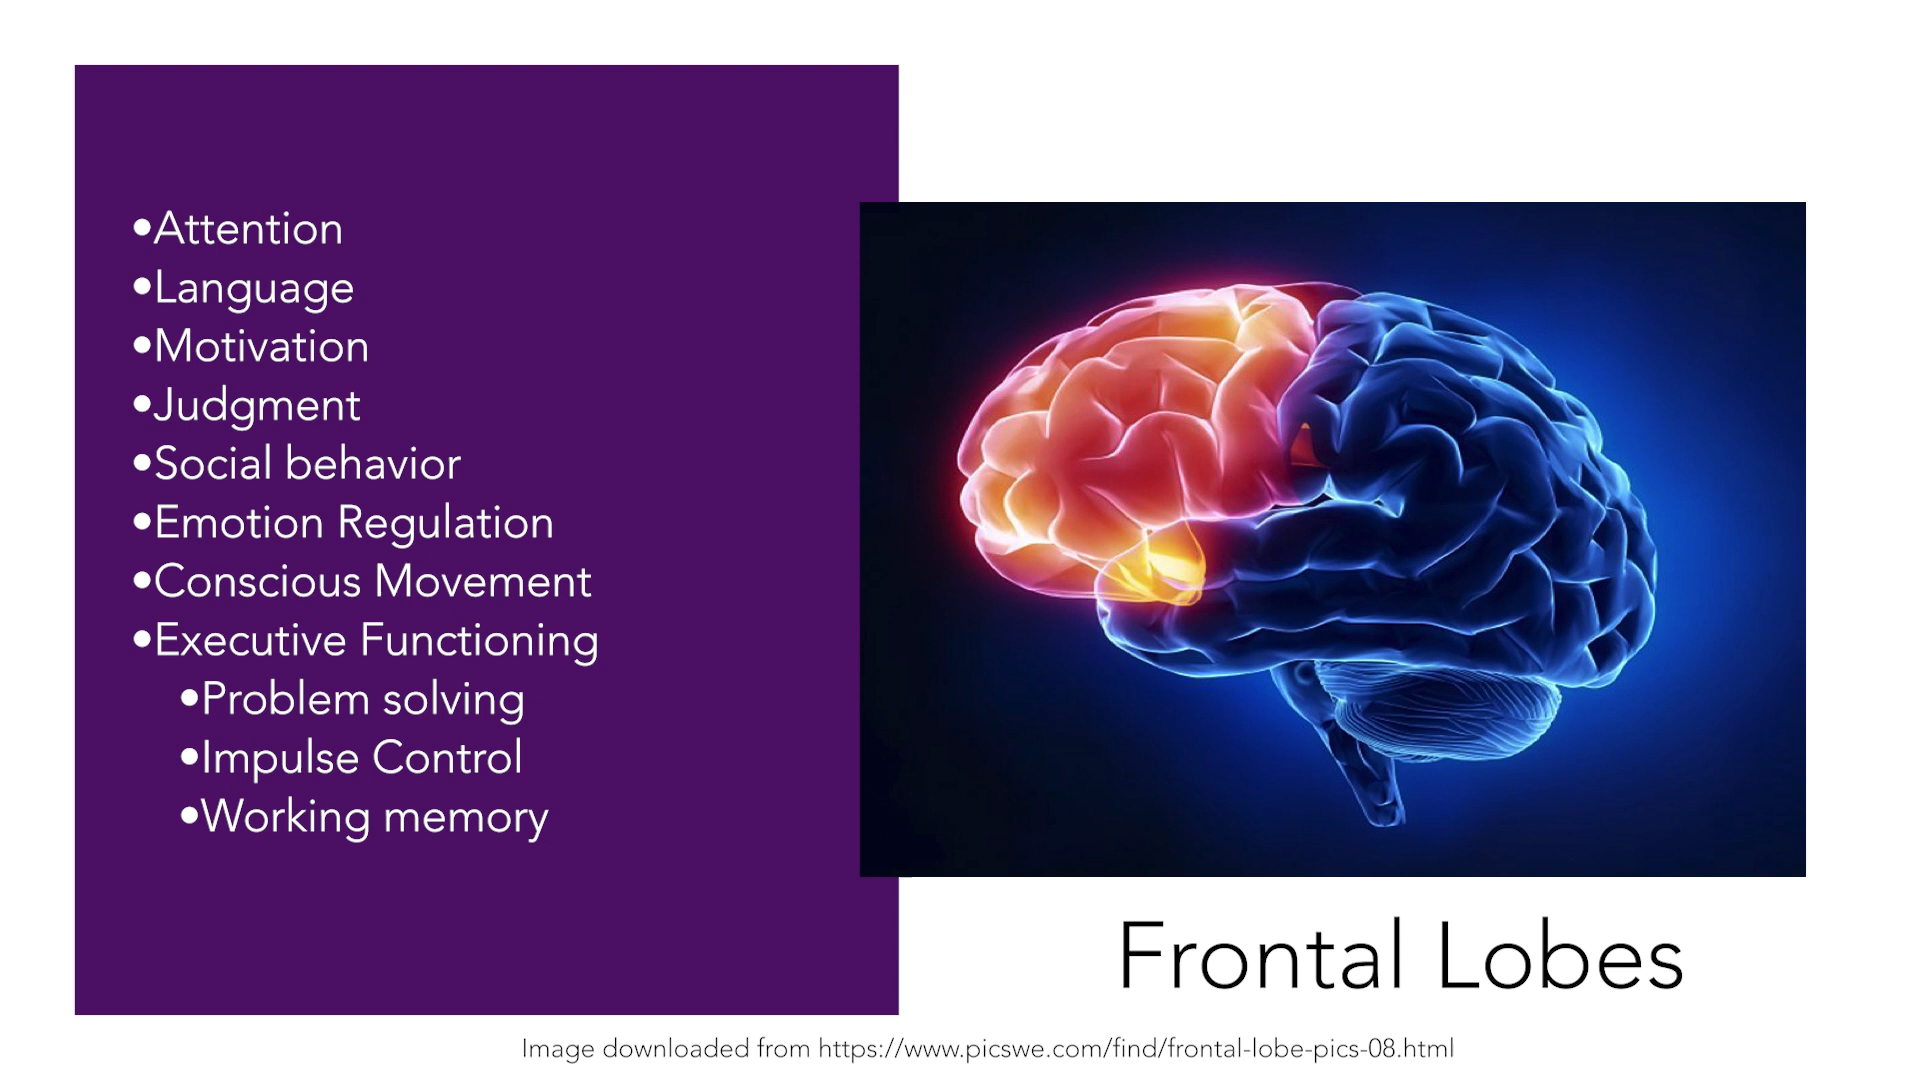 •Attention
•Language
•Motivation
•Judgment
•Social behavior
•Emotion Regulation
•Conscious Movement
•Executive Functioning
•Problem solving
•Impulse Control
•Working memory
Frontal Lobes
Image downloaded from https://www.picswe.com/find/frontal-lobe-pics-08.html